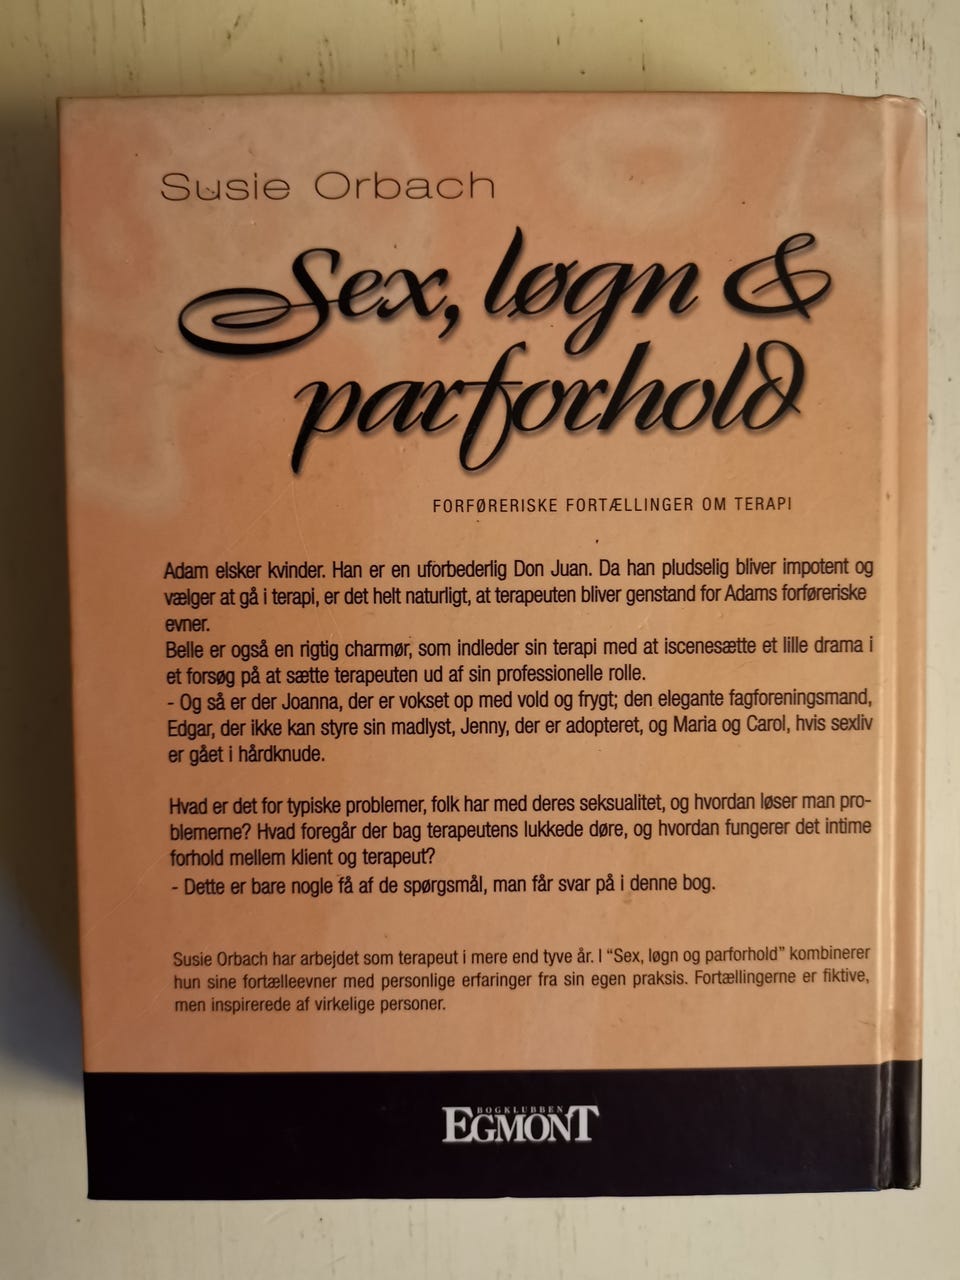 Susie Orbach
Sex, løgn &
parforhold
FORFØRERISKE FORTÆLLINGER OM TERAPI
Adam elsker kvinder. Han er en uforbederlig Don Juan. Da han pludselig bliver impotent og
vælger at gå i terapi, er det helt naturligt, at terapeuten bliver genstand for Adams forføreriske
evner.
Belle er også en rigtig charmør, som indleder sin terapi med at iscenesætte et lille drama i
et forsøg på at sætte terapeuten ud af sin professionelle rolle.
- Og så er der Joanna, der er vokset op med vold og frygt; den elegante fagforeningsmand,
Edgar, der ikke kan styre sin madlyst, Jenny, der er adopteret, og Maria og Carol, hvis sexliv
er gået i hårdknude.
Hvad er det for typiske problemer, folk har med deres seksualitet, og hvordan løser man pro-
blemerne? Hvad foregår der bag terapeutens lukkede døre, og hvordan fungerer det intime
forhold mellem klient og terapeut?
- Dette er bare nogle få af de spørgsmål, man får svar på i denne bog.
Susie Orbach har arbejdet som terapeut i mere end tyve år. I "Sex, løgn og parforhold" kombinerer
hun sine fortælleevner med personlige erfaringer fra sin egen praksis. Fortællingerne er fiktive,
men inspirerede af virkelige personer.
BOGKLUBBEN
EGMONT